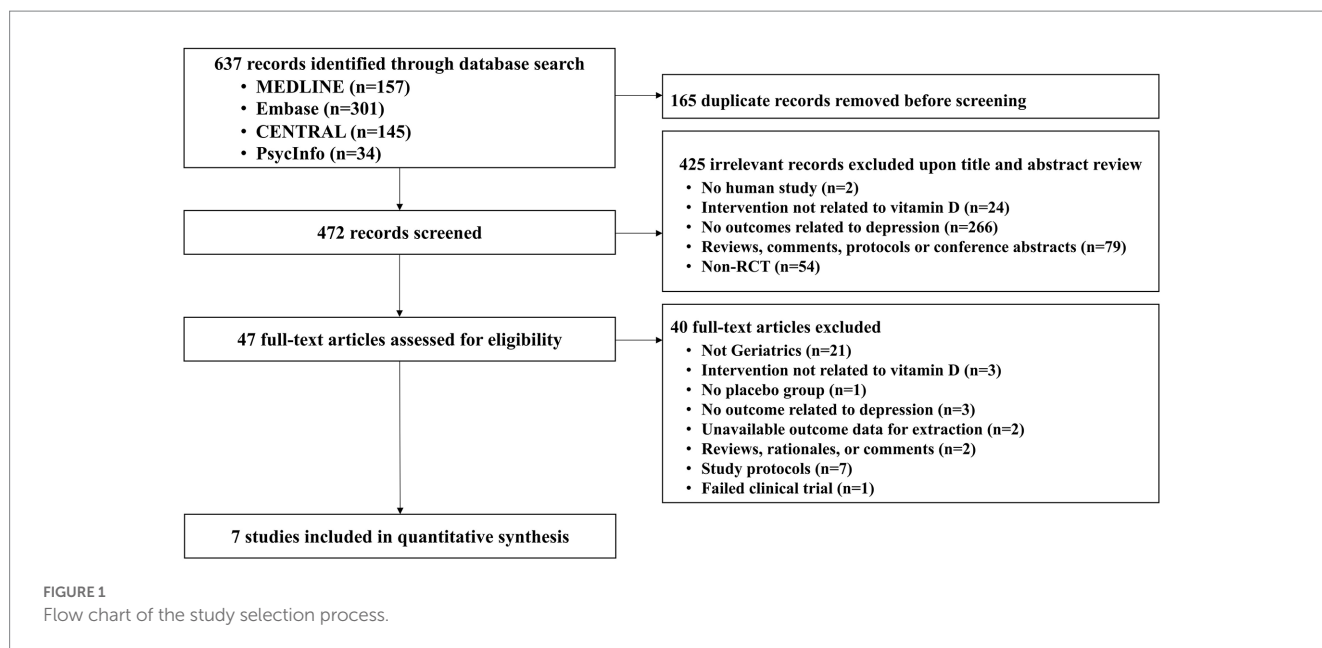 637 records identified through database search
• MEDLINE (n=157)
• Embase (n=301)
• CENTRAL (n=145)
• PsycInfo (n=34)
165 duplicate records removed before screening
472 records screened
425 irrelevant records excluded upon title and abstract review
• No human study (n=2)
• Intervention not related to vitamin D (n=24)
• No outcomes related to depression (n=266)
• Reviews, comments, protocols or conference abstracts (n=79)
• Non-RCT (n=54)
47 full-text articles assessed for eligibility
40 full-text articles excluded
• Not Geriatrics (n=21)
• Intervention not related to vitamin D (n=3)
• No placebo group (n=1)
• No outcome related to depression (n=3)
• Unavailable outcome data for extraction (n=2)
• Reviews, rationales, or comments (n=2)
• Study protocols (n=7)
• Failed clinical trial (n=1)
7 studies included in quantitative synthesis
FIGURE 1
Flow chart of the study selection process.